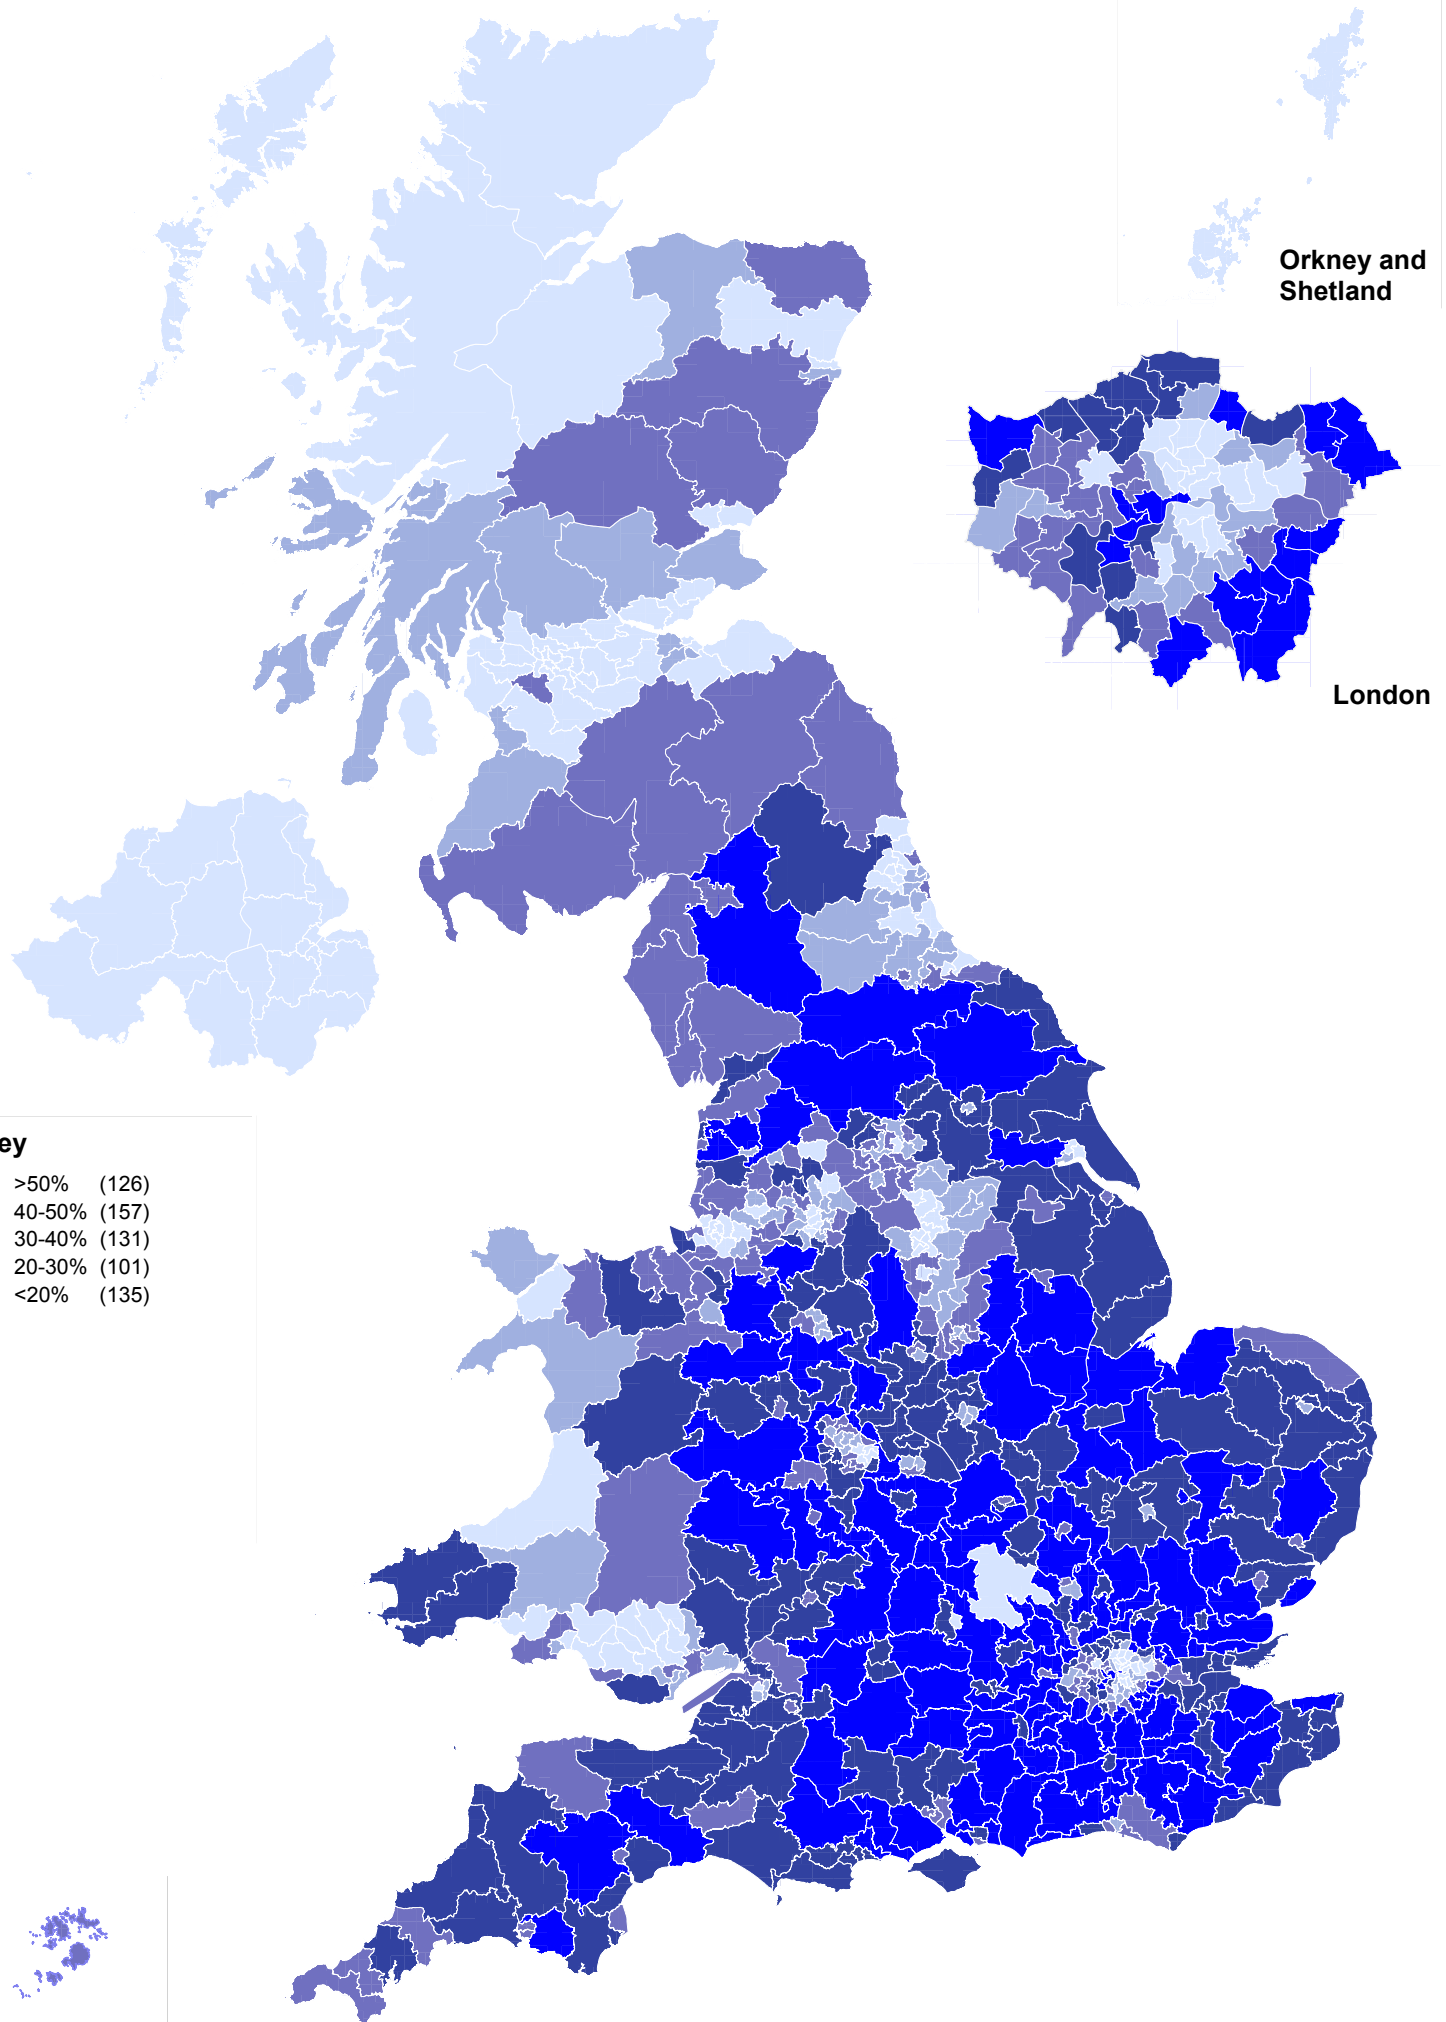 Orkney and
Shetland
London
ey
>50% (126)
40-50% (157)
30-40% (131)
20-30% (101)
<20% (135)